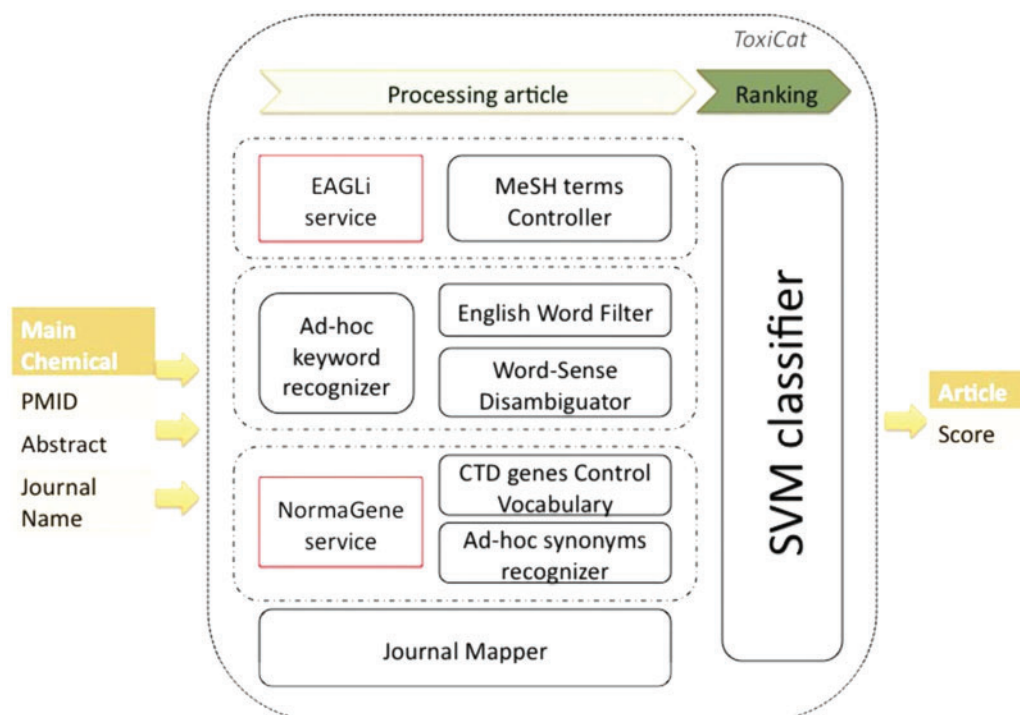 ToxiCat
Processing article
Ranking
EAGLi
service
MeSH terms
Controller
Ad-hoc
keyword
recognizer
English Word Filter
Word-Sense
Disambiguator
NormaGene
service
CTD genes Control
Vocabulary
Ad-hoc synonyms
recognizer
Journal Mapper
SVM classifier
Main
Chemical
PMID
Abstract
Journal
Name
Article
Score